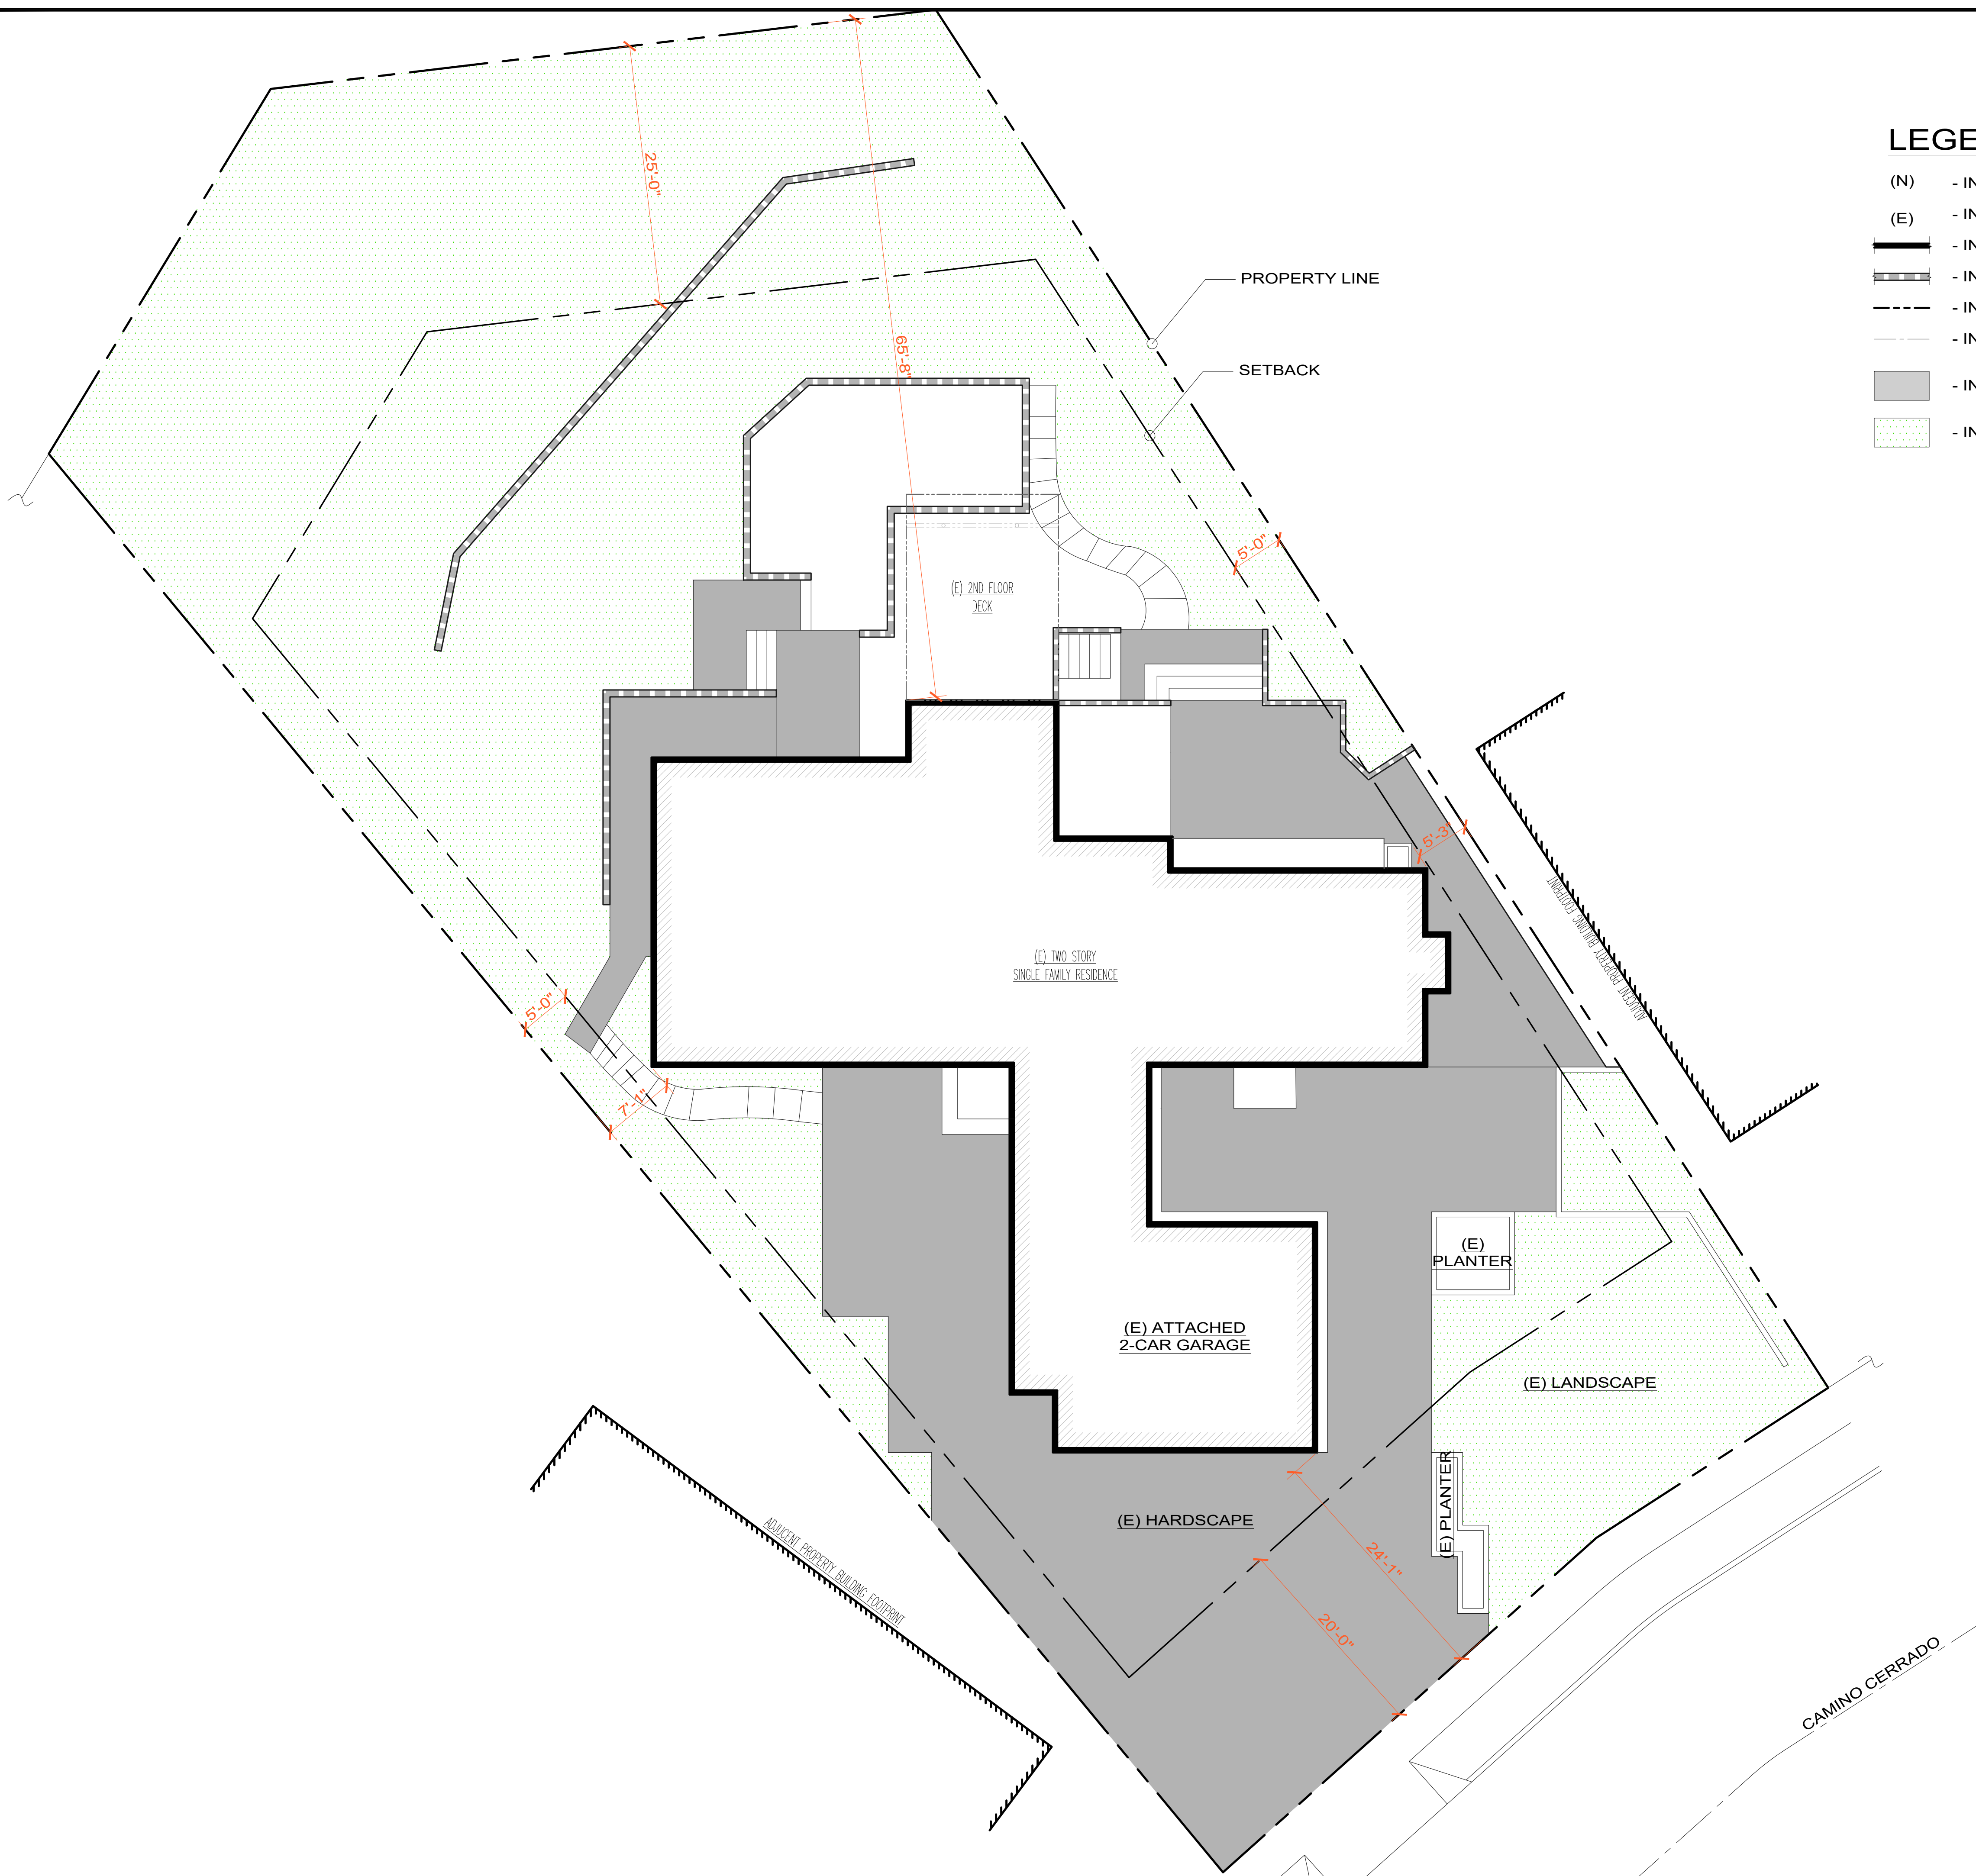 LEGE
(N) - IN
(E) - IN
- IN
- IN
- IN
- IN
- IN
- IN
25'-0"
65'-8"
PROPERTY LINE
SETBACK
5'-0"
(E) 2ND FLOOR
DECK
5'-3"
ADJUCENT PROPERTY BUILDING FOOTPRINT
(E) TWO STORY
SINGLE FAMILY RESIDENCE
5'-0"
7'-1"
(E)
PLANTER
(E) ATTACHED
2-CAR GARAGE
(E) LANDSCAPE
(E) PLANTER
(E) HARDSCAPE
24'-1"
20'-0"
ADJUCENT PROPERTY BUILDING FOOTPRINT
CAMINO CERRADO